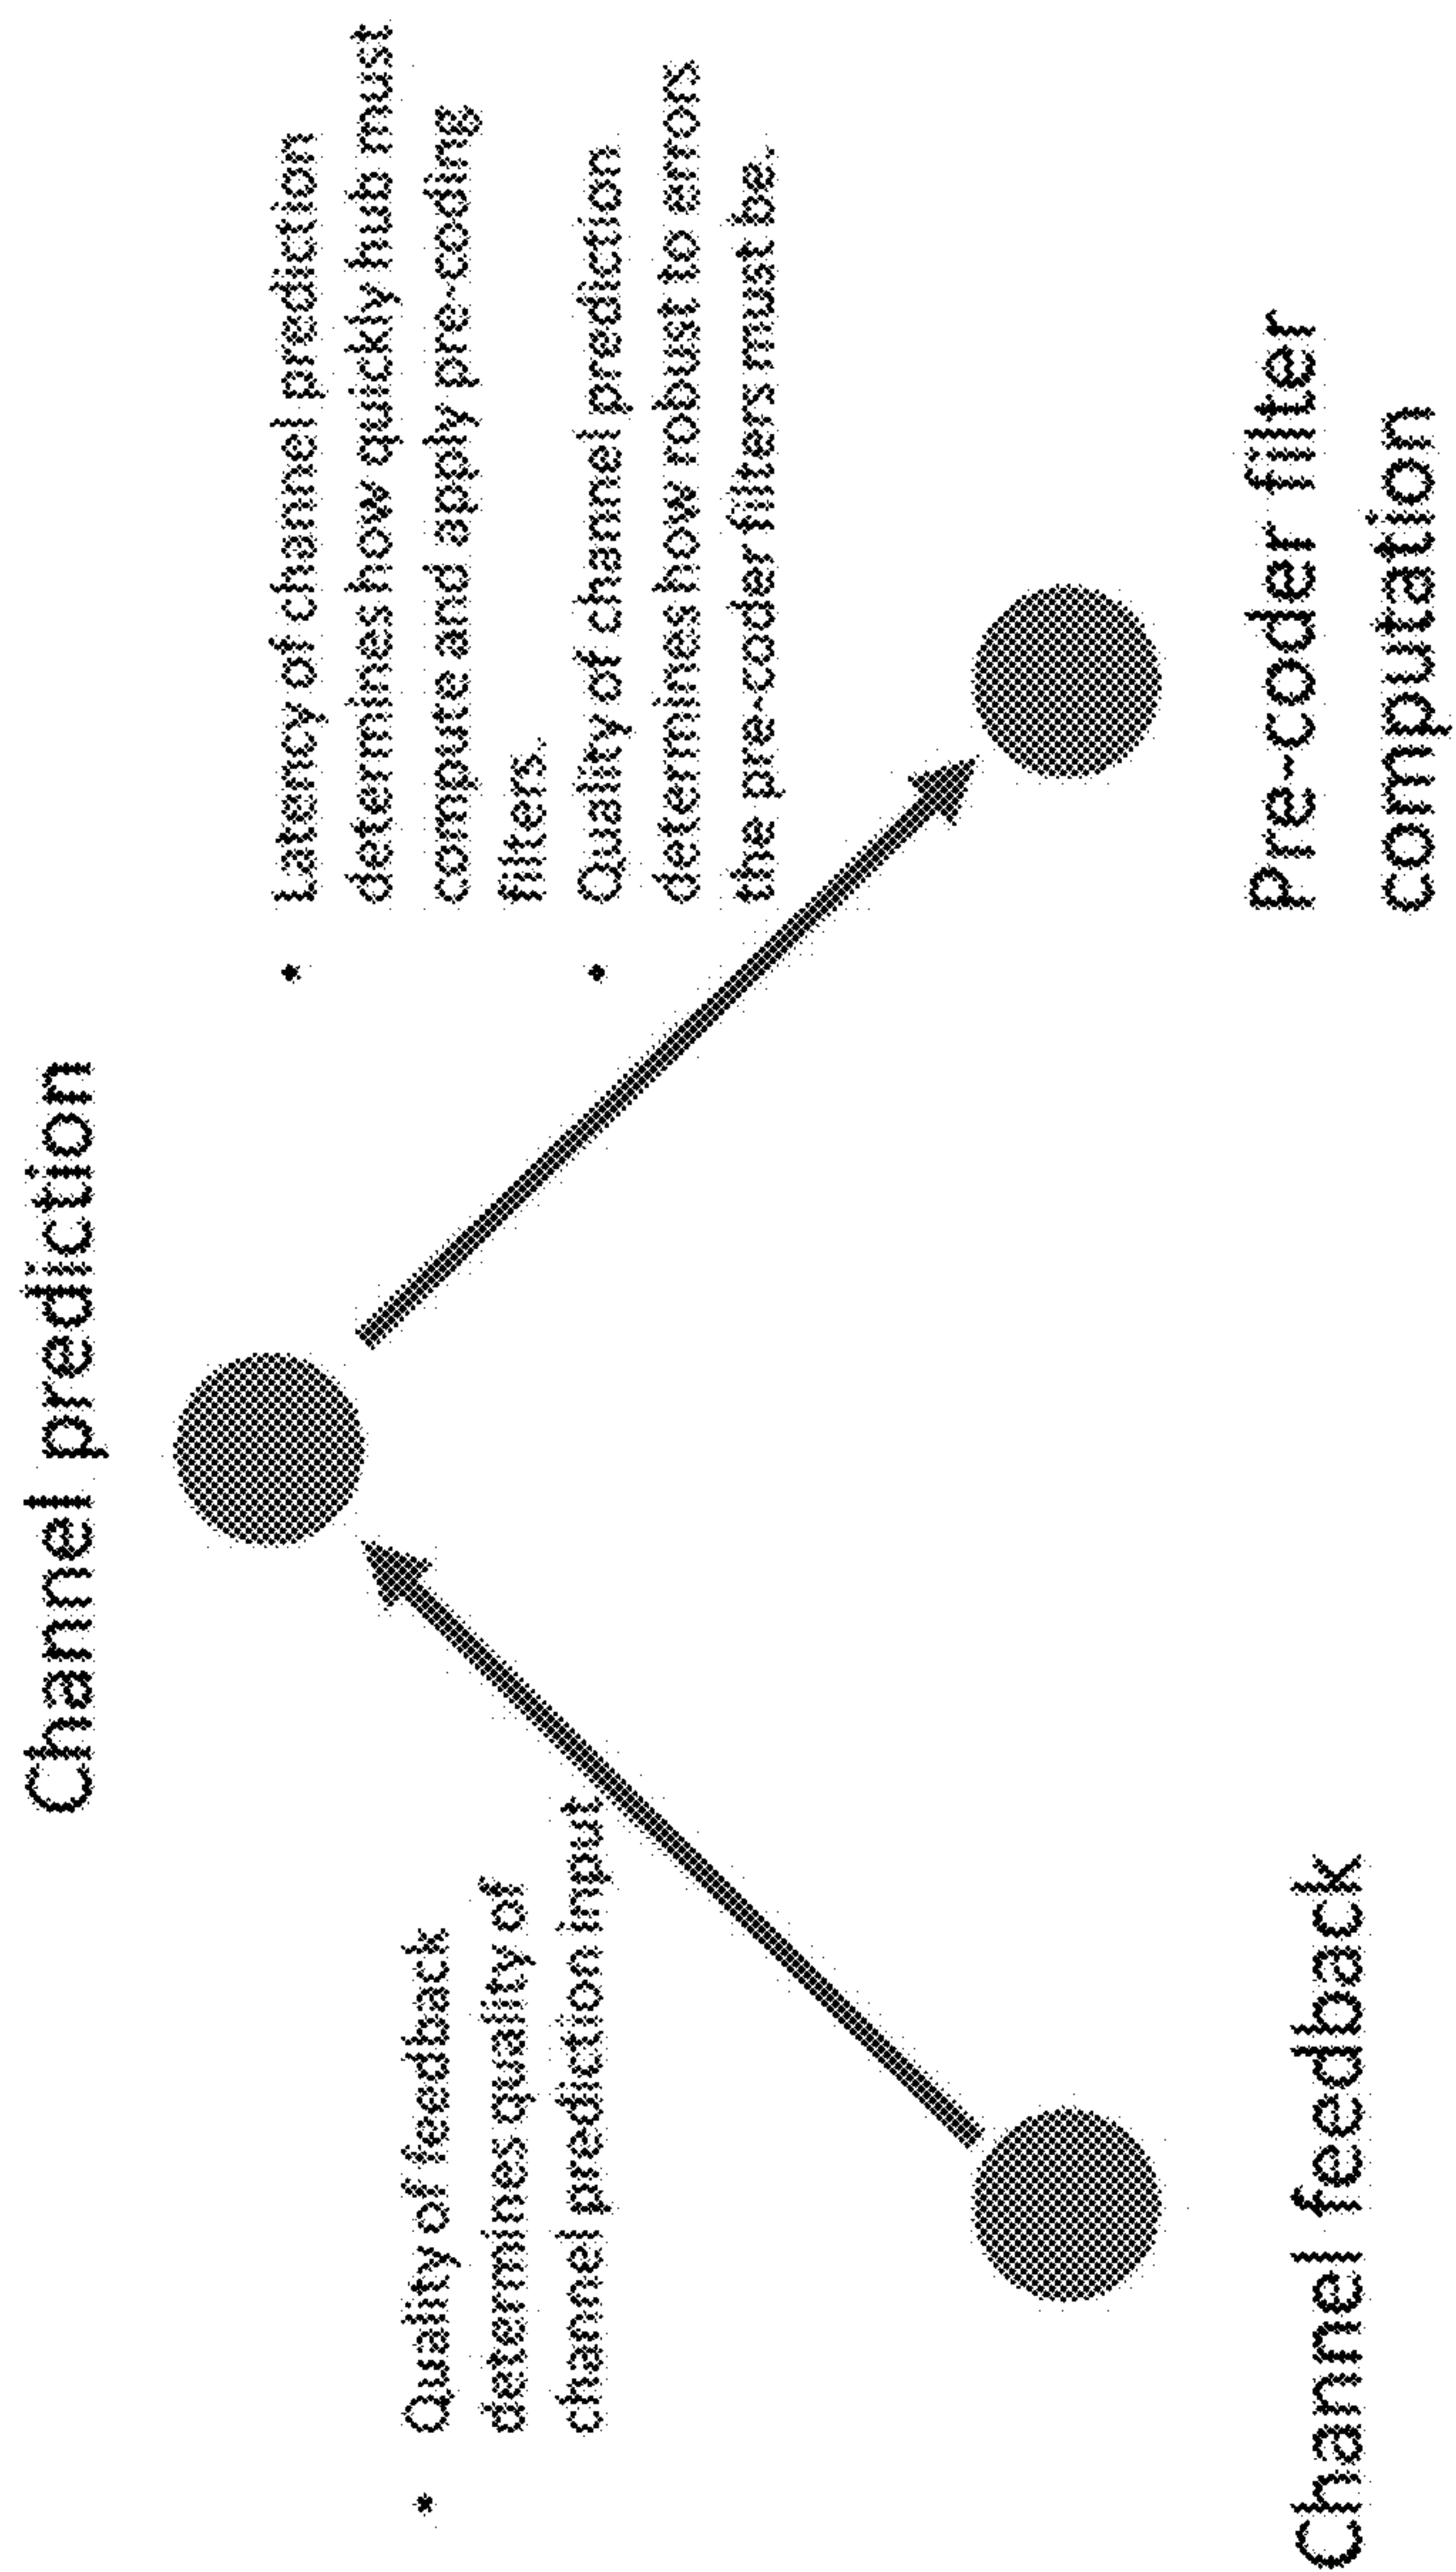 Channel prediction
• Quality of feedback
determines quality of
channel prediction input
• Latency of channel prediction
determines how quickly hub must
compute and apply pre-coding
filters.
• Quality of channel prediction
determines how robust to errors
the pre-coder filters must be.
Channel feedback
Pre-coder filter
computation